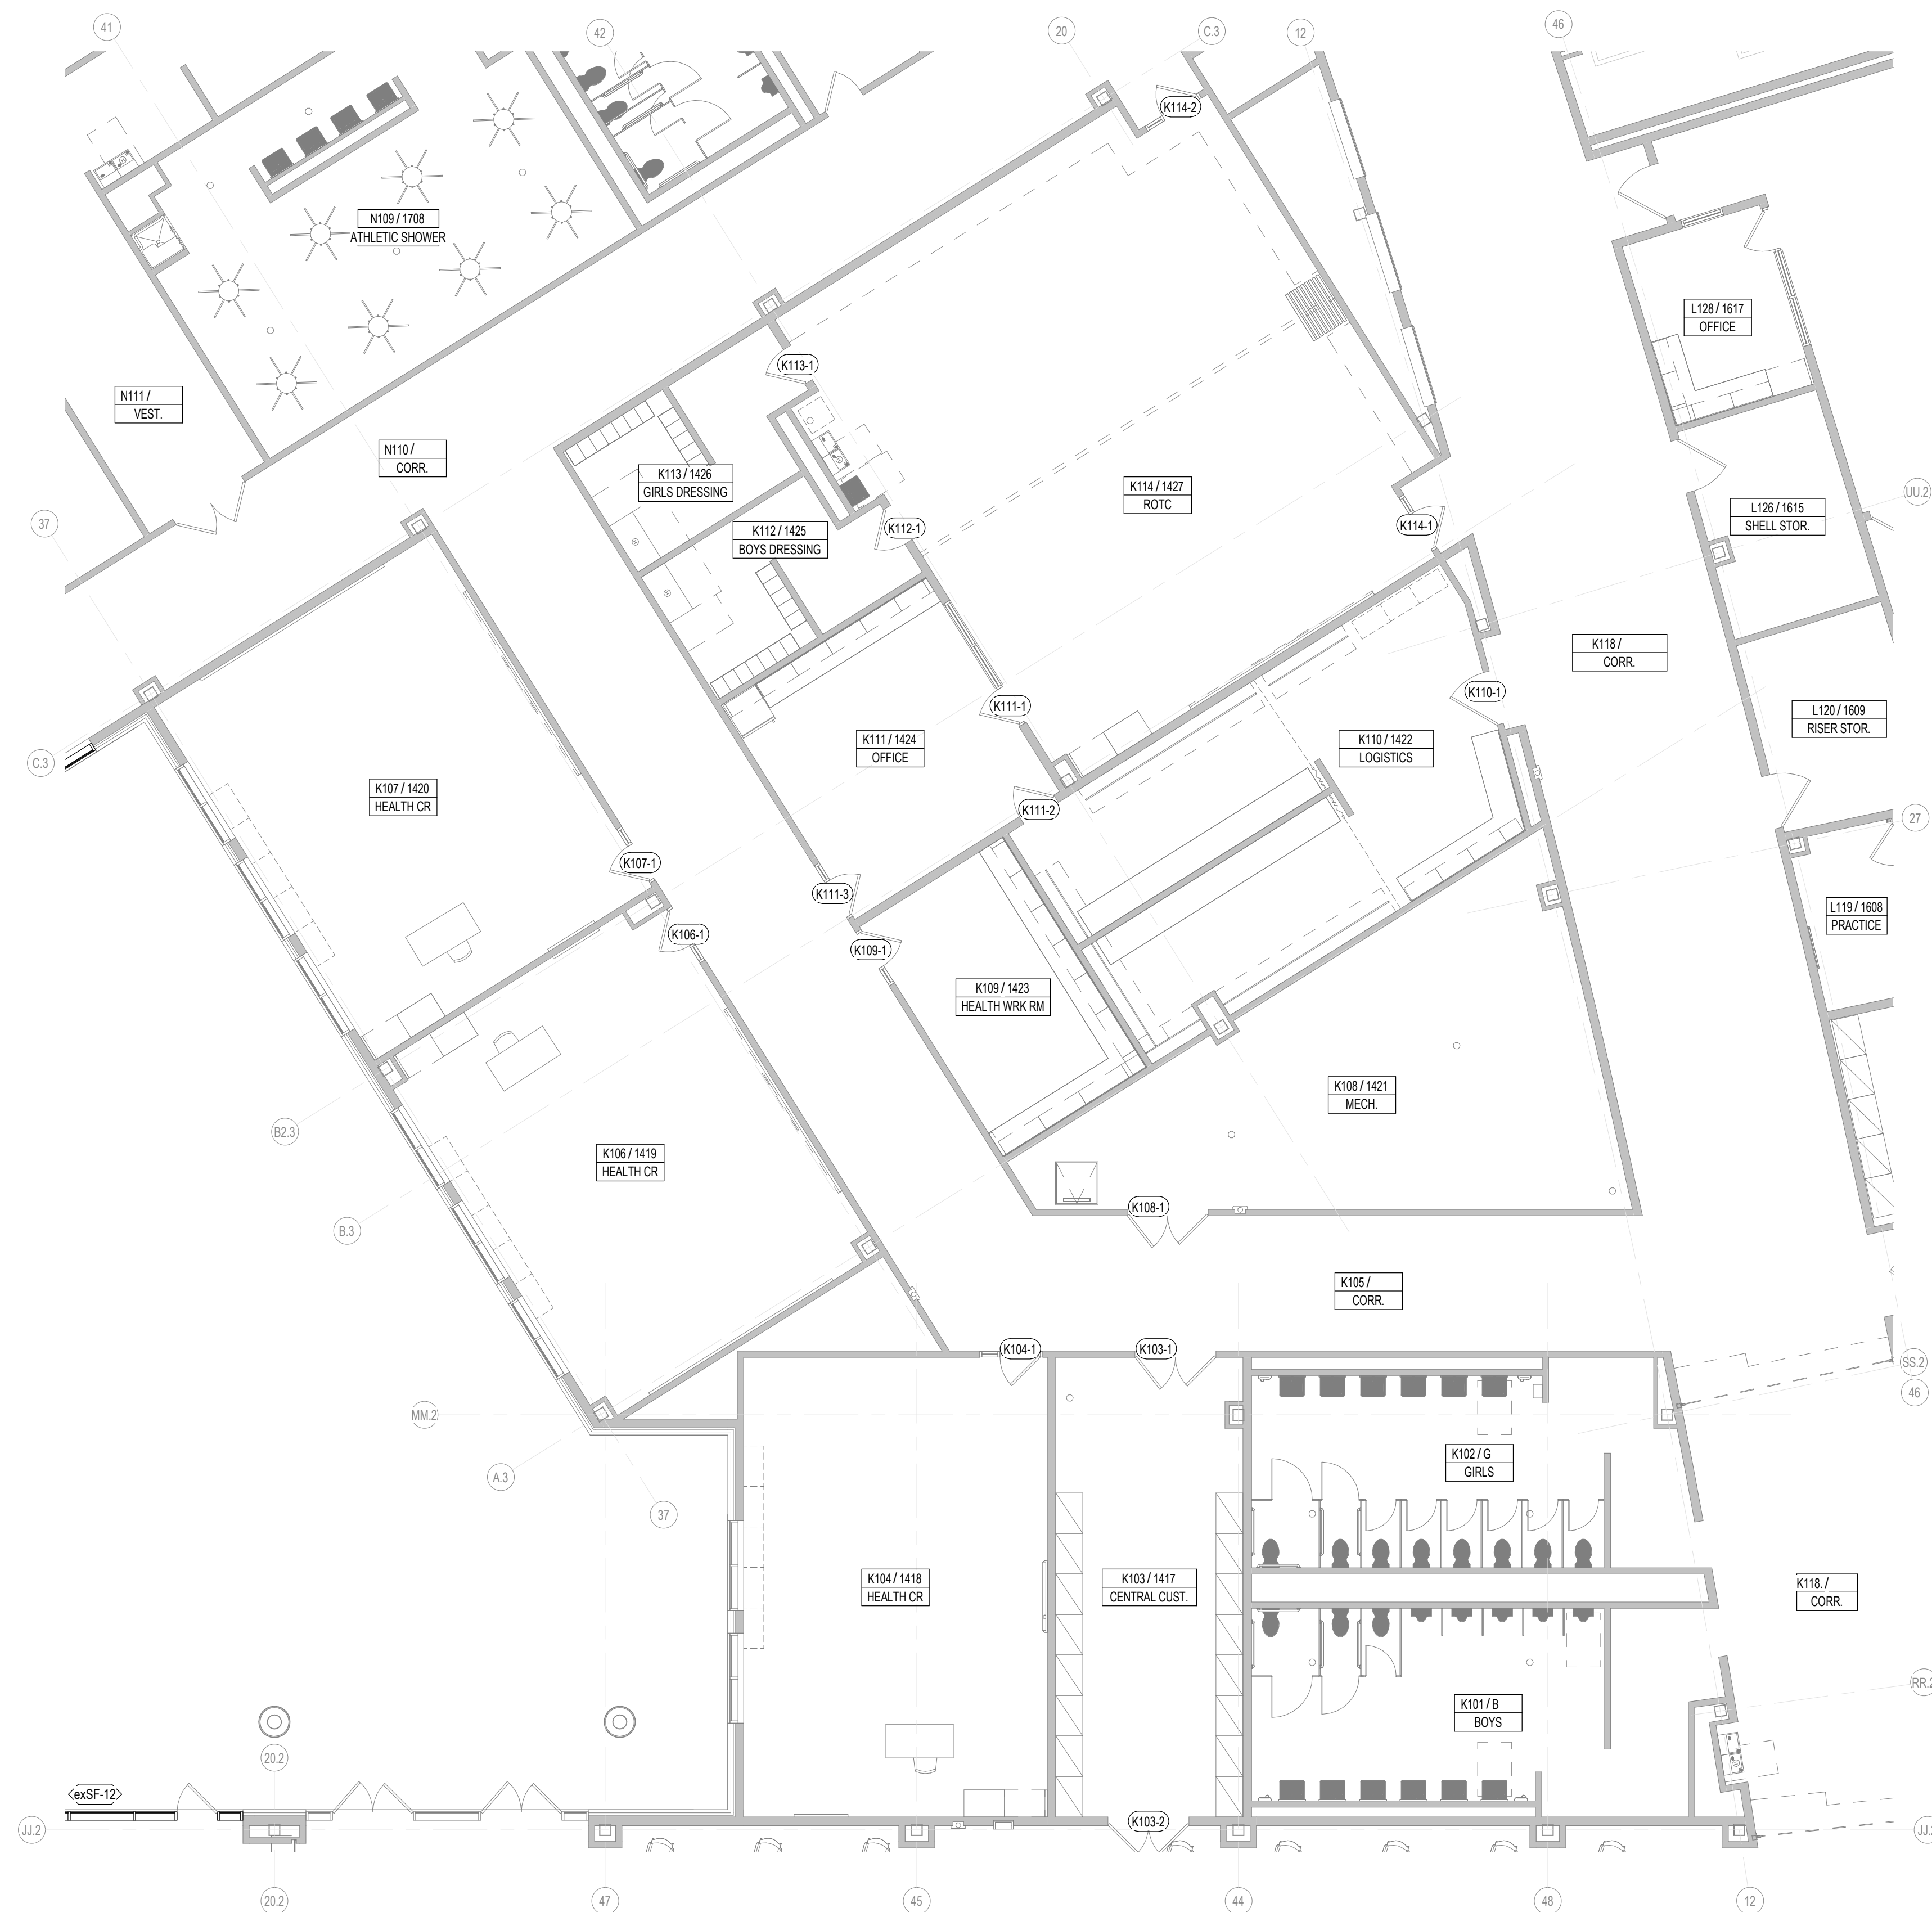 41
42
20
C.3
12
46
K114-2
N109 / 1708
ATHLETIC SHOWER
L128 / 1617
OFFICE
K113-1
N111 /
VEST.
N110 /
CORR.
K113 / 1426
GIRLS DRESSING
K114 / 1427
ROTC
UU.2
L126 / 1615
SHELL STOR.
37
K112 / 1425
BOYS DRESSING
K112-1
K114-1
K118 /
CORR.
K110-1
K111-1
L120 / 1609
RISER STOR.
C.3
K111 / 1424
OFFICE
K110 / 1422
LOGISTICS
K107 / 1420
HEALTH CR
K111-2
27
K107-1
K111-3
L119 / 1608
PRACTICE
K106-1
K109-1
K109 / 1423
HEALTH WRK RM
K108 / 1421
MECH.
B2.3
K106 / 1419
HEALTH CR
K108-1
B.3
K105 /
CORR.
K104-1
K103-1
SS.2
46
MM.2
K102 / G
GIRLS
A.3
37
K104 / 1418
HEALTH CR
K103 / 1417
CENTRAL CUST.
K118. /
CORR.
RR.2
K101 / B
BOYS
20.2
exSF-12
K103-2
JJ.2
JJ.2
20.2
47
45
44
48
12